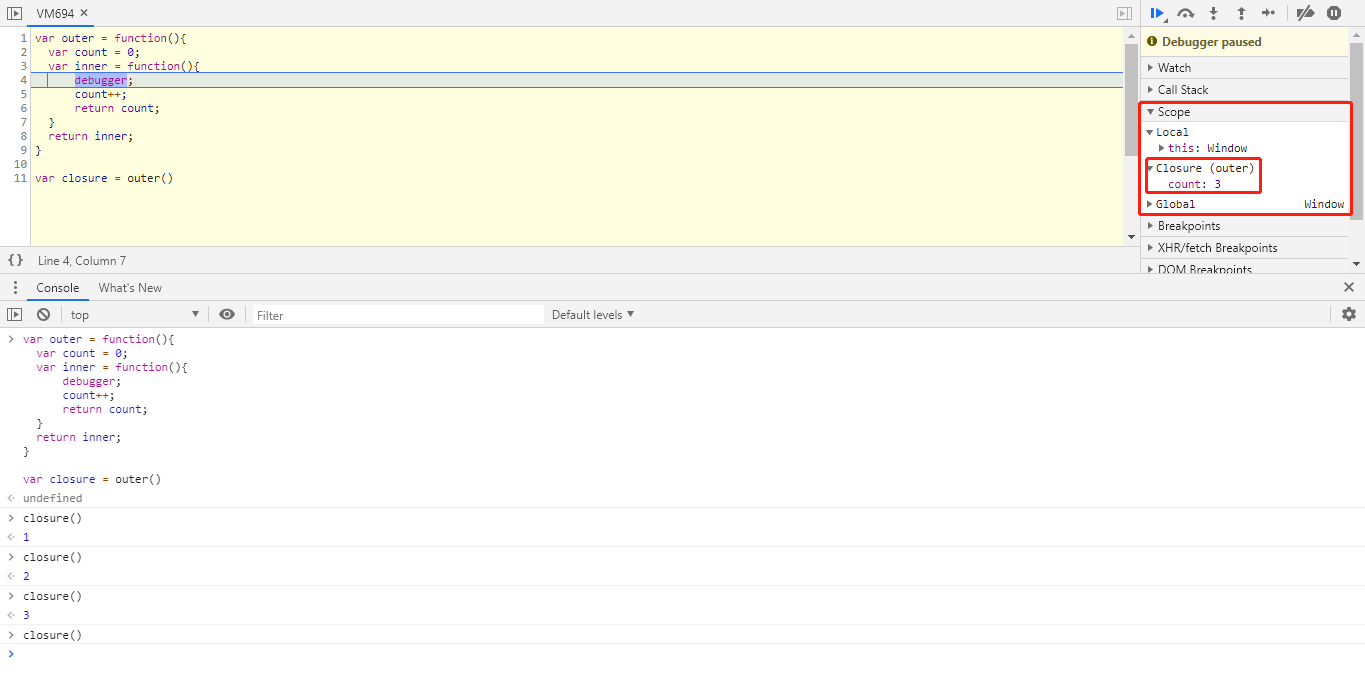 VM694 ×
1 var outer = function(){
2 var count = 0;
3 var inner = function(){
4 debugger;
5 count++;
6 return count;
7 }
8 return inner;
9 }
10
11 var closure = outer()
{} Line 4, Column 7
Debugger paused
Watch
Call Stack
Scope
Local
this: Window
Closure (outer)
count: 3
Global Window
Breakpoints
XHR/fetch Breakpoints
DOM Breakpoints
Console What's New
top Filter Default levels
var outer = function(){
var count = 0;
var inner = function(){
debugger;
count++;
return count;
}
return inner;
}
var closure = outer()
undefined
closure()
1
closure()
2
closure()
3
closure()